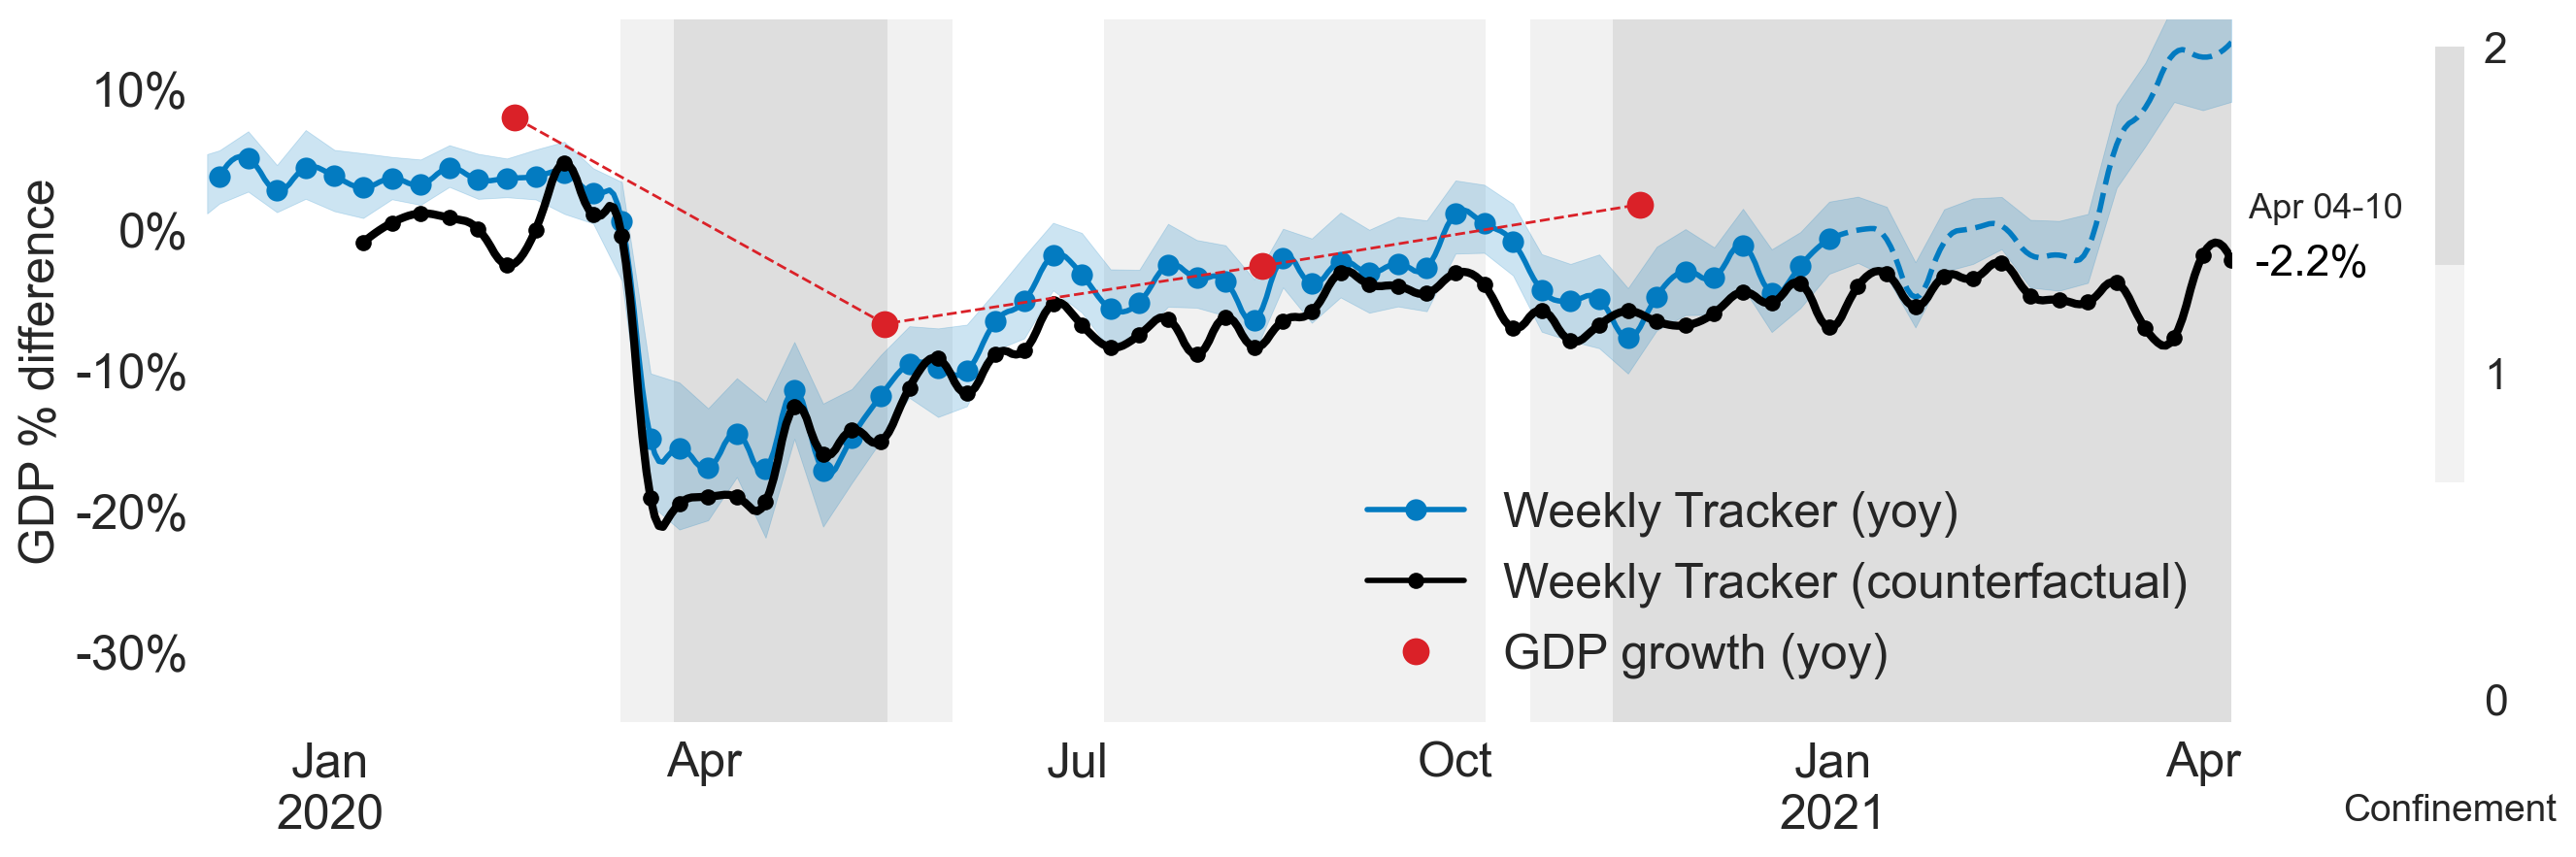 GDP % difference
10%
0%
-10%
-20%
-30%
Jan
2020
Apr
Jul
Oct
Jan
2021
Apr
Weekly Tracker (yoy)
Weekly Tracker (counterfactual)
GDP growth (yoy)
Apr 04-10
-2.2%
2
1
0
Confinement